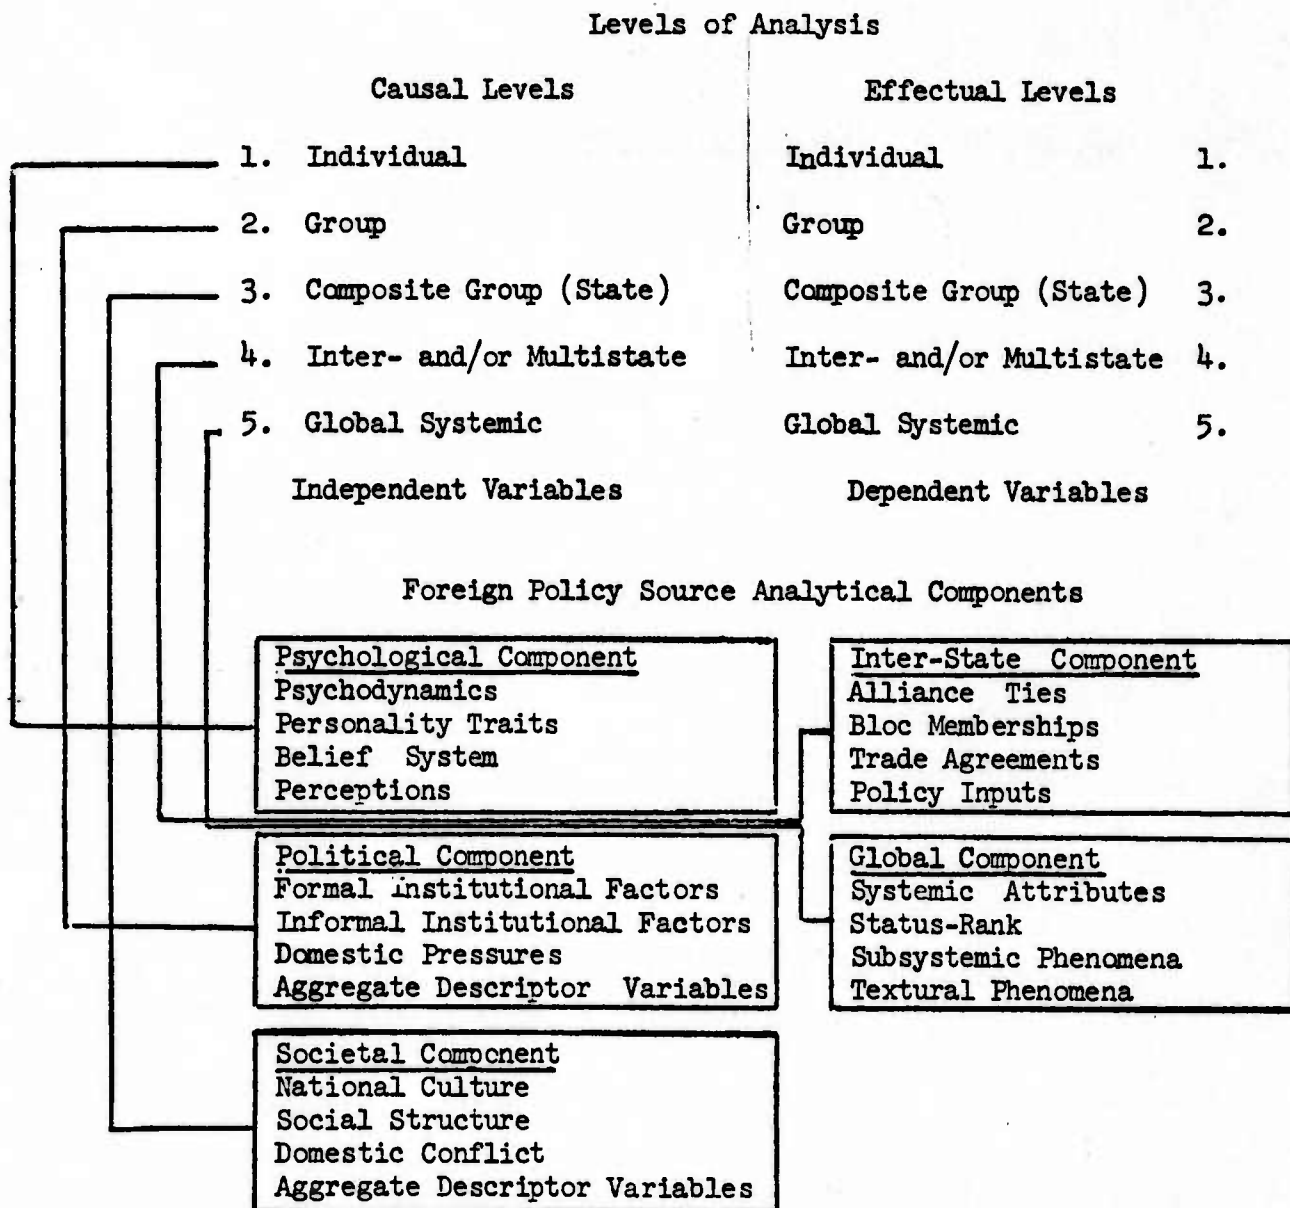 Levels of Analysis
Causal Levels
Effectual Levels
1. Individual
Individual 1.
2. Group
Group 2.
3. Composite Group (State)
Composite Group (State) 3.
4. Inter- and/or Multistate
Inter- and/or Multistate 4.
5. Global Systemic
Global Systemic 5.
Independent Variables
Dependent Variables
Foreign Policy Source Analytical Components
Psychological Component
Psychodynamics
Personality Traits
Belief System
Perceptions
Inter-State Component
Alliance Ties
Bloc Memberships
Trade Agreements
Policy Inputs
Political Component
Formal Institutional Factors
Informal Institutional Factors
Domestic Pressures
Aggregate Descriptor Variables
Global Component
Systemic Attributes
Status-Rank
Subsystemic Phenomena
Textural Phenomena
Societal Component
National Culture
Social Structure
Domestic Conflict
Aggregate Descriptor Variables